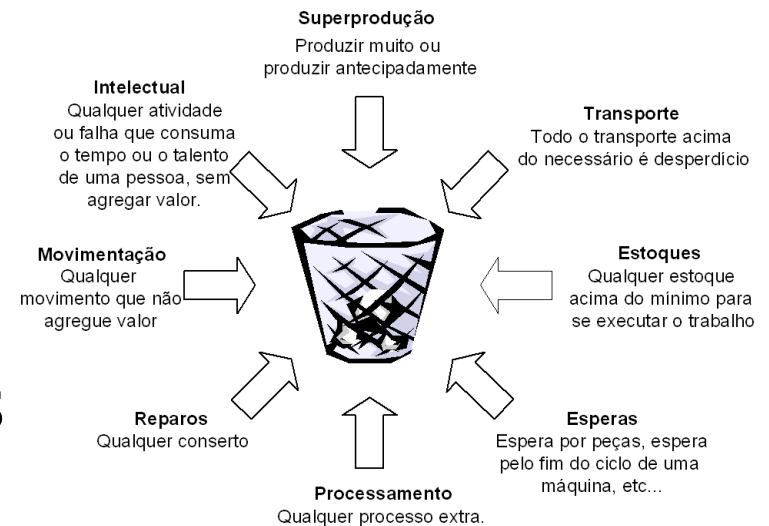 Superprodução
Produzir muito ou
produzir antecipadamente
Transporte
Todo o transporte acima
do necessário é desperdício
Estoques
Qualquer estoque
acima do mínimo para
se executar o trabalho
Esperas
Espera por peças, espera
pelo fim do ciclo de uma
máquina, etc...
Processamento
Qualquer processo extra.
Reparos
Qualquer conserto
Movimentação
Qualquer
movimento que não
agregue valor
Intelectual
Qualquer atividade
ou falha que consuma
o tempo ou o talento
de uma pessoa, sem
agregar valor.